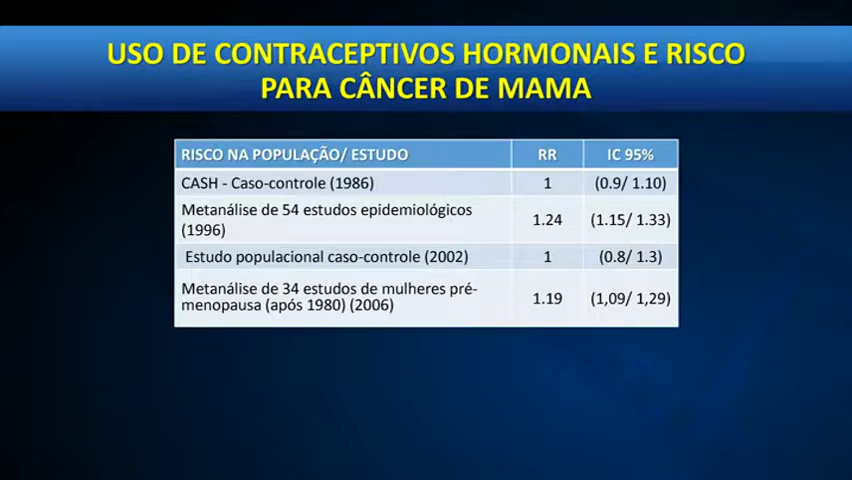 USO DE CONTRACEPTIVOS HORMONAIS E RISCO
PARA CÂNCER DE MAMA
RISCO NA POPULAÇÃO/ ESTUDO RR IC 95%
CASH - Caso-controle (1986) 1 (0.9/ 1.10)
Metanálise de 54 estudos epidemiológicos
(1996) 1.24 (1.15/ 1.33)
Estudo populacional caso-controle (2002) 1 (0.8/ 1.3)
Metanálise de 34 estudos de mulheres pré-
menopausa (após 1980) (2006) 1.19 (1,09/ 1,29)